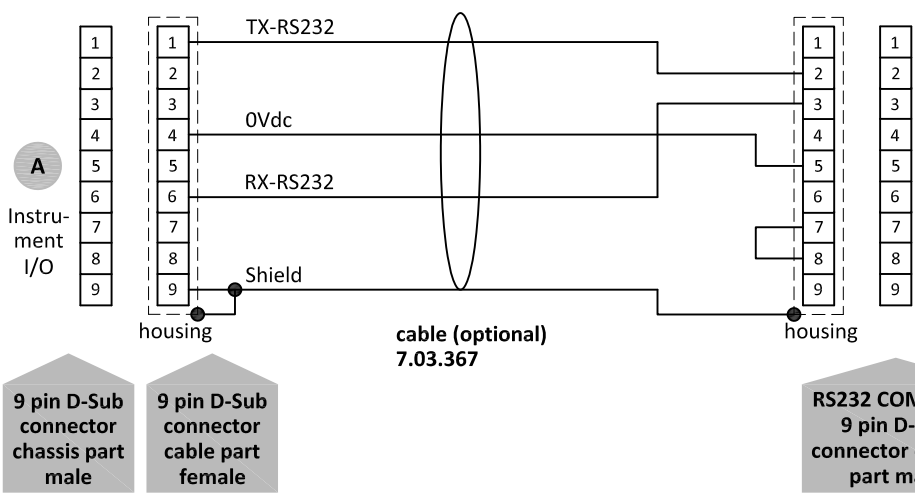 TX-RS232
1 1 1 1
2 2 2 2
3 3 3 3
0Vdc
4 4 4 4
A
5 5 5 5
RX-RS232
6 6 6 6
Instru-
ment
I/O
7 7 7 7
8 8 8 8
Shield
9 9 9 9
housing
housing
cable (optional)
7.03.367
9 pin D-Sub
connector
chassis part
male
9 pin D-Sub
connector
cable part
female
RS232
9 pin
connector
part